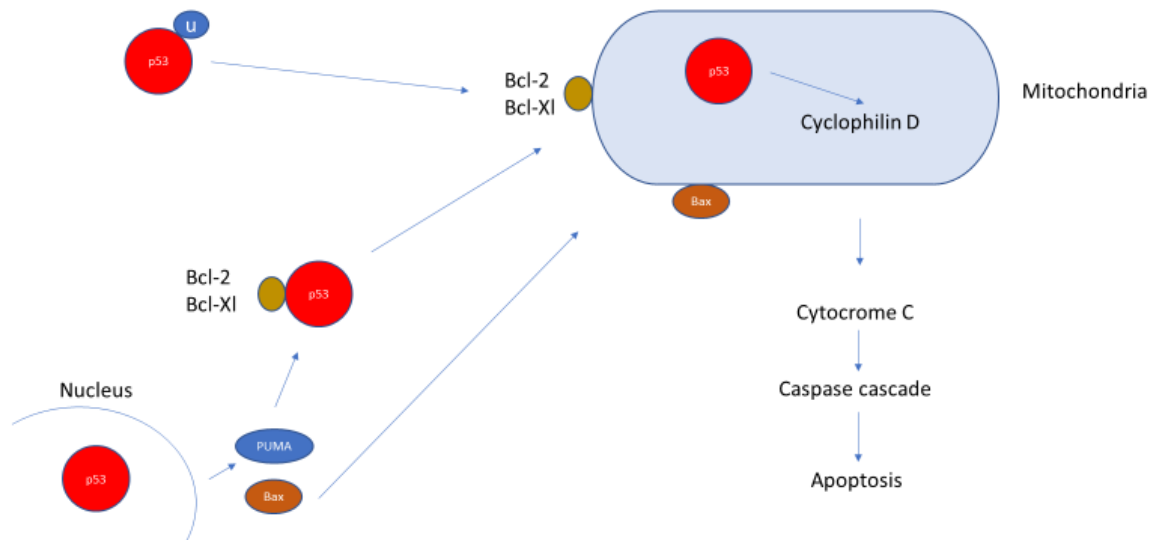 u
p53
Bcl-2
Bcl-Xl
p53
Cyclophilin D
Mitochondria
Bax
Bcl-2
Bcl-Xl
p53
Cytocrome C
Caspase cascade
Apoptosis
Nucleus
p53
PUMA
Bax